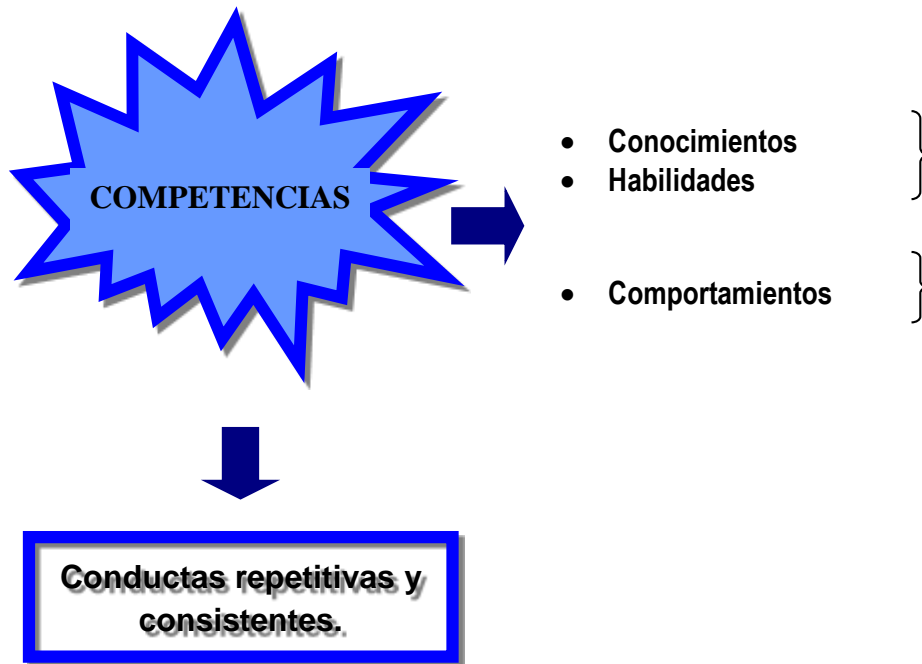 COMPETENCIAS
• Conocimientos
• Habilidades
• Comportamientos
Conductas repetitivas y
consistentes.